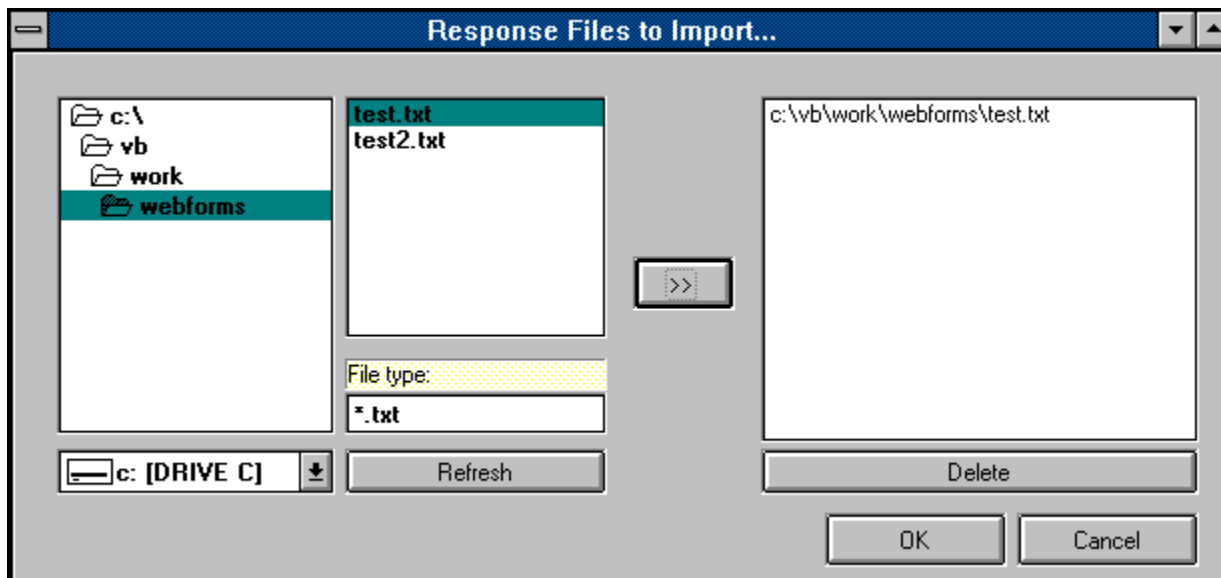 Response Files to Import...
c:\
vb
work
webforms
c: [DRIVE C]
test.txt
test2.txt
File type:
*.txt
Refresh
>>
c:\vb\work\webforms\test.txt
Delete
OK
Cancel